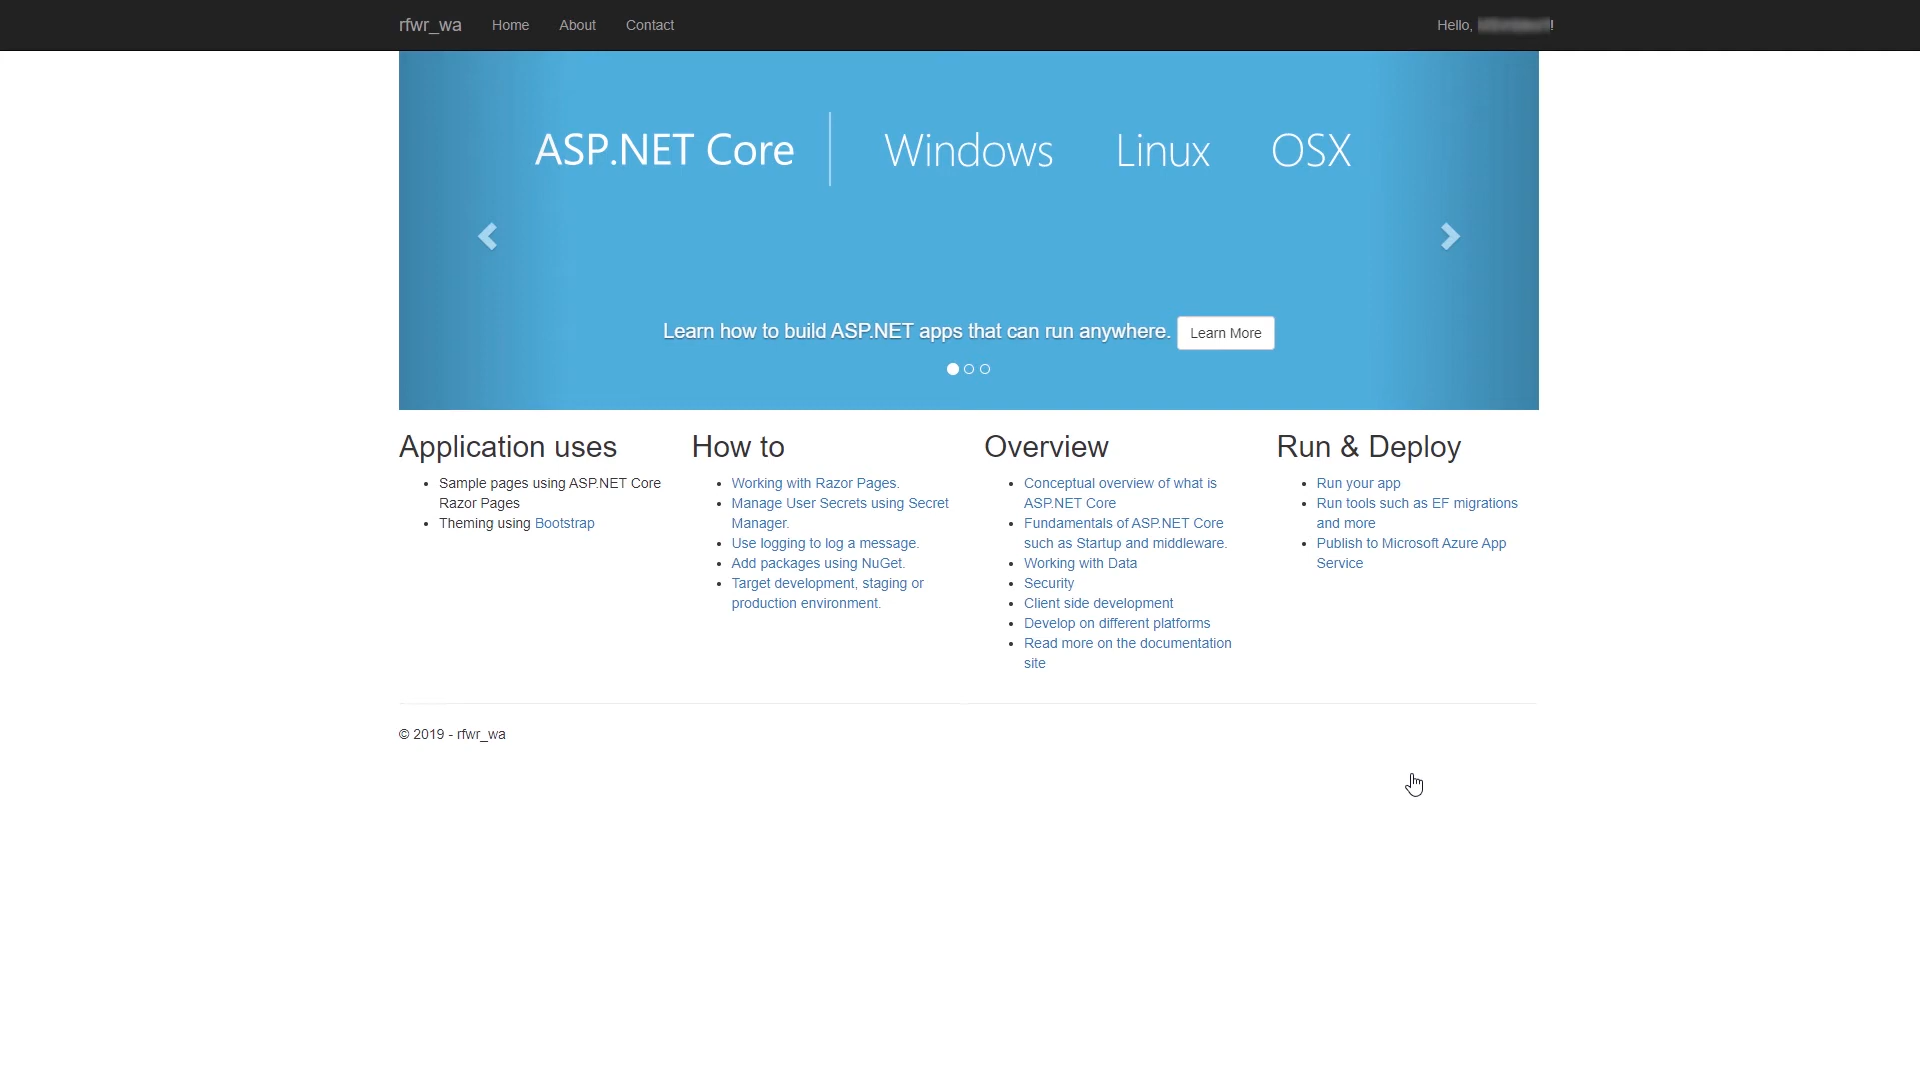 rfwr_wa Home About Contact Hello, !
ASP.NET Core Windows Linux OSX
Learn how to build ASP.NET apps that can run anywhere. Learn More
Application uses
Sample pages using ASP.NET Core
Razor Pages
Theming using Bootstrap
How to
Working with Razor Pages.
Manage User Secrets using Secret
Manager.
Use logging to log a message.
Add packages using NuGet.
Target development, staging or
production environment.
Overview
Conceptual overview of what is
ASP.NET Core
Fundamentals of ASP.NET Core
such as Startup and middleware.
Working with Data
Security
Client side development
Develop on different platforms
Read more on the documentation
site
Run & Deploy
Run your app
Run tools such as EF migrations
and more
Publish to Microsoft Azure App
Service
© 2019 - rfwr_wa